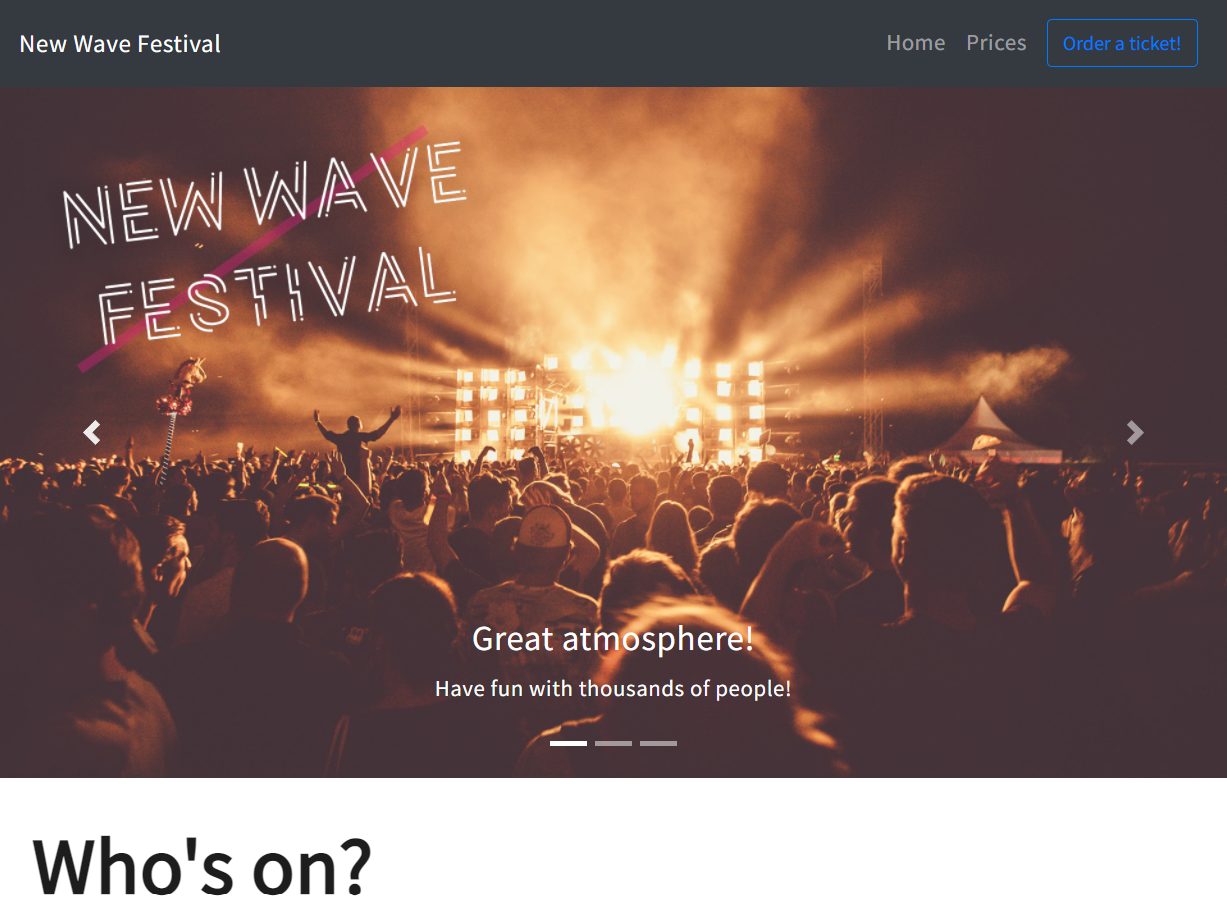 New Wave Festival
Home Prices Order a ticket!
NEW WAVE
FESTIVAL
Great atmosphere!
Have fun with thousands of people!
Who's on?